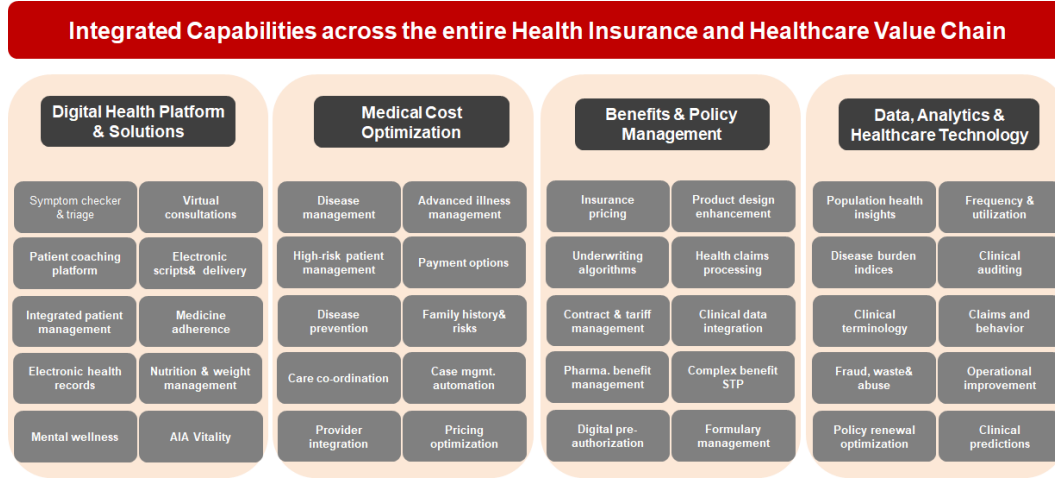 Integrated Capabilities across the entire Health Insurance and Healthcare Value Chain
Digital Health Platform
& Solutions
Symptom checker
& triage
Virtual
consultations
Patient coaching
platform
Electronic
scripts& delivery
Integrated patient
management
Medicine
adherence
Electronic health
records
Nutrition & weight
management
Mental wellness
AIA Vitality
Medical Cost
Optimization
Disease
management
Advanced illness
management
High-risk patient
management
Payment options
Disease
prevention
Family history&
risks
Care co-ordination
Case mgmt.
automation
Provider
integration
Pricing
optimization
Benefits & Policy
Management
Insurance
pricing
Product design
enhancement
Underwriting
algorithms
Health claims
processing
Contract & tariff
management
Clinical data
integration
Pharma. benefit
management
Complex benefit
STP
Digital pre-
authorization
Formulary
management
Data, Analytics &
Healthcare Technology
Population health
insights
Frequency &
utilization
Disease burden
indices
Clinical
auditing
Clinical
terminology
Claims and
behavior
Fraud, waste&
abuse
Operational
improvement
Policy renewal
optimization
Clinical
predictions